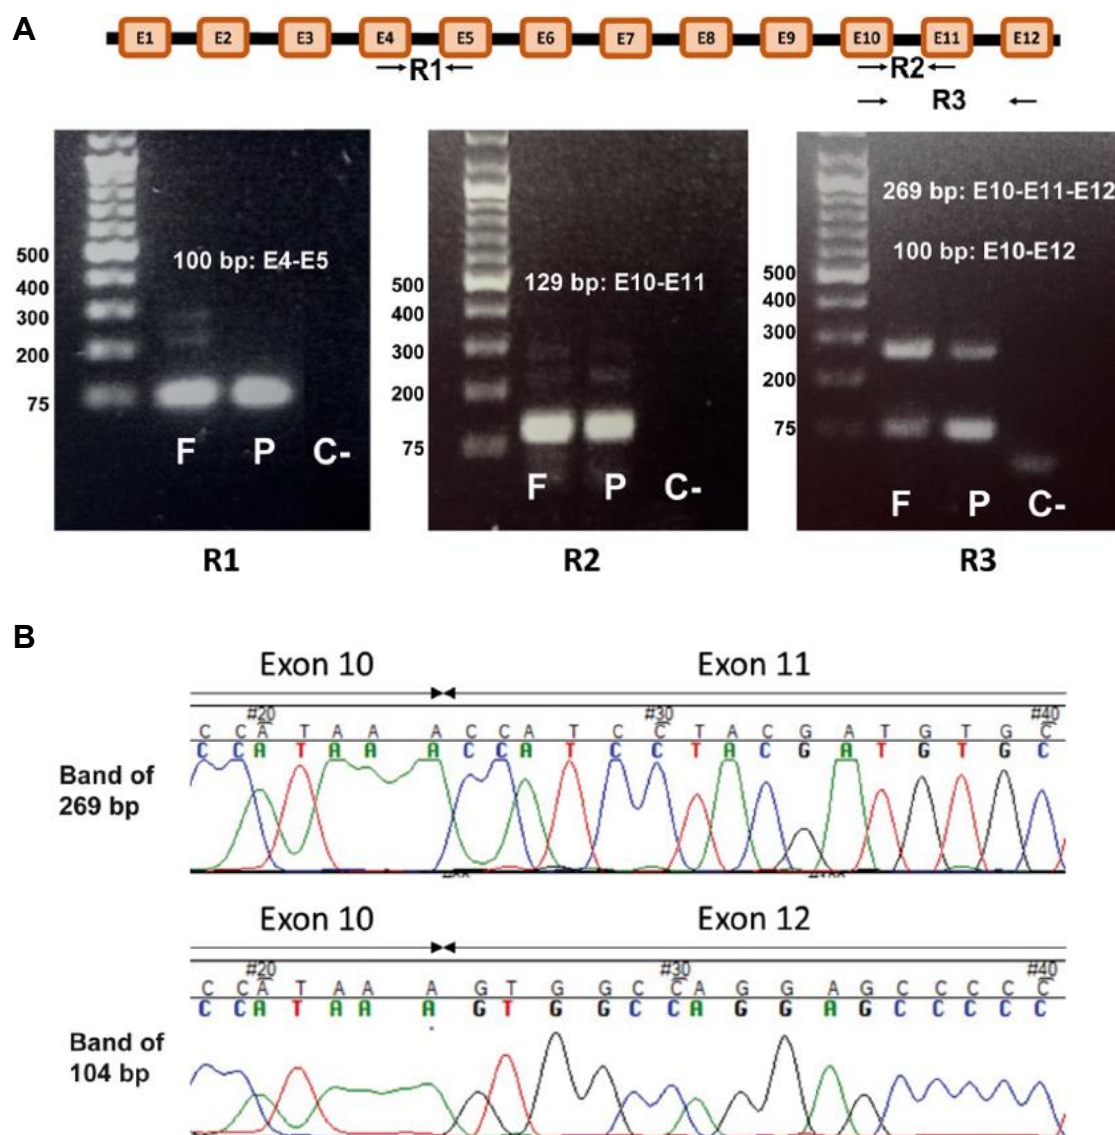 A
E1 E2 E3 E4 E5 E6 E7 E8 E9 E10 E11 E12
R1 R2
R3
500
400
300
200
75
100 bp: E4-E5
F P C-
R1
500
400
300
200
75
129 bp: E10-E11
F P C-
R2
500
400
300
200
75
269 bp: E10-E11-E12
100 bp: E10-E12
F P C-
R3
B
Exon 10 Exon 11
#20 #30 #40
C C A T A A A C C A T C C T A C G A T G T G C
C C A T A A A C C A T C C T A C G A T G T G C
Band of
269 bp
Exon 10 Exon 12
#20 #30 #40
C C A T A A A G T G G C C A G G A G C C C C C
C C A T A A A G T G G C C A G G A G C C C C C
Band of
104 bp